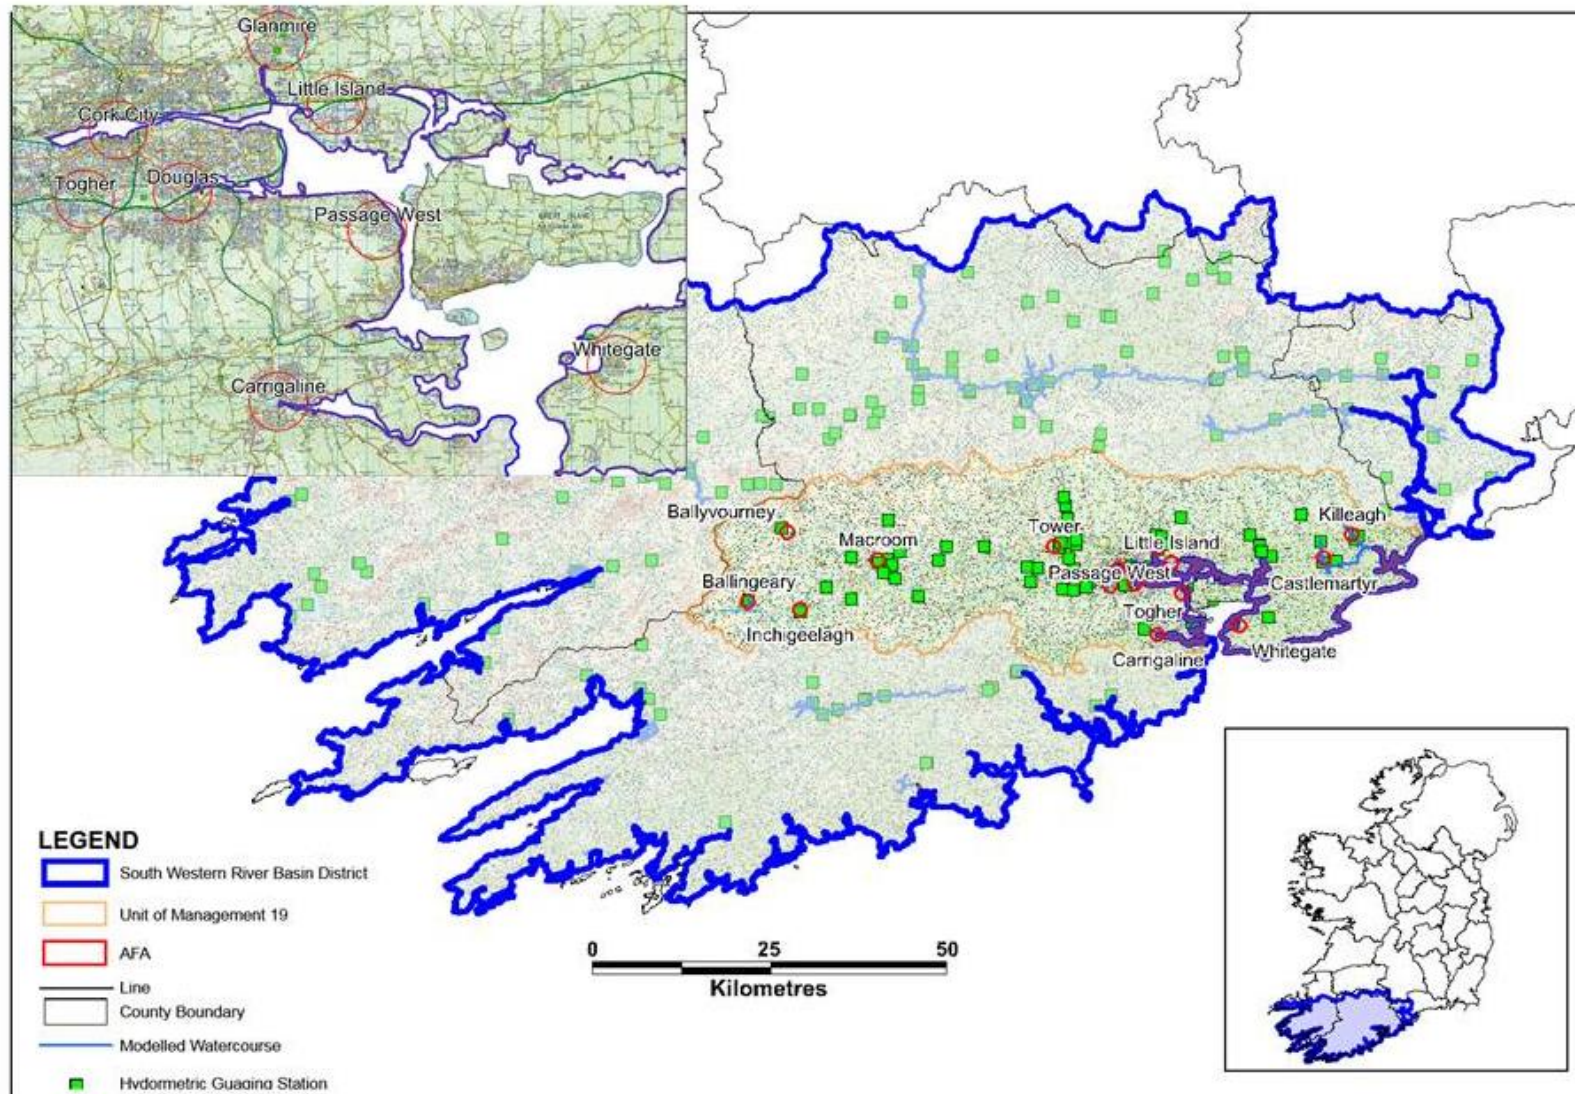 Glanmire
Little Island
Cork City
Togher
Douglas
Passage West
Whitegate
Carrigaline
Ballyvourney
Macroom
Tower
Killeagh
Little Island
Ballingeary
Passage West
Castlemartyr
Inchigeelagh
Togher
Carrigaline
Whitegate
LEGEND
South Western River Basin District
Unit of Management 19
AFA
Line
County Boundary
Modelled Watercourse
Hydormetric Guaging Station
0 25 50
Kilometres